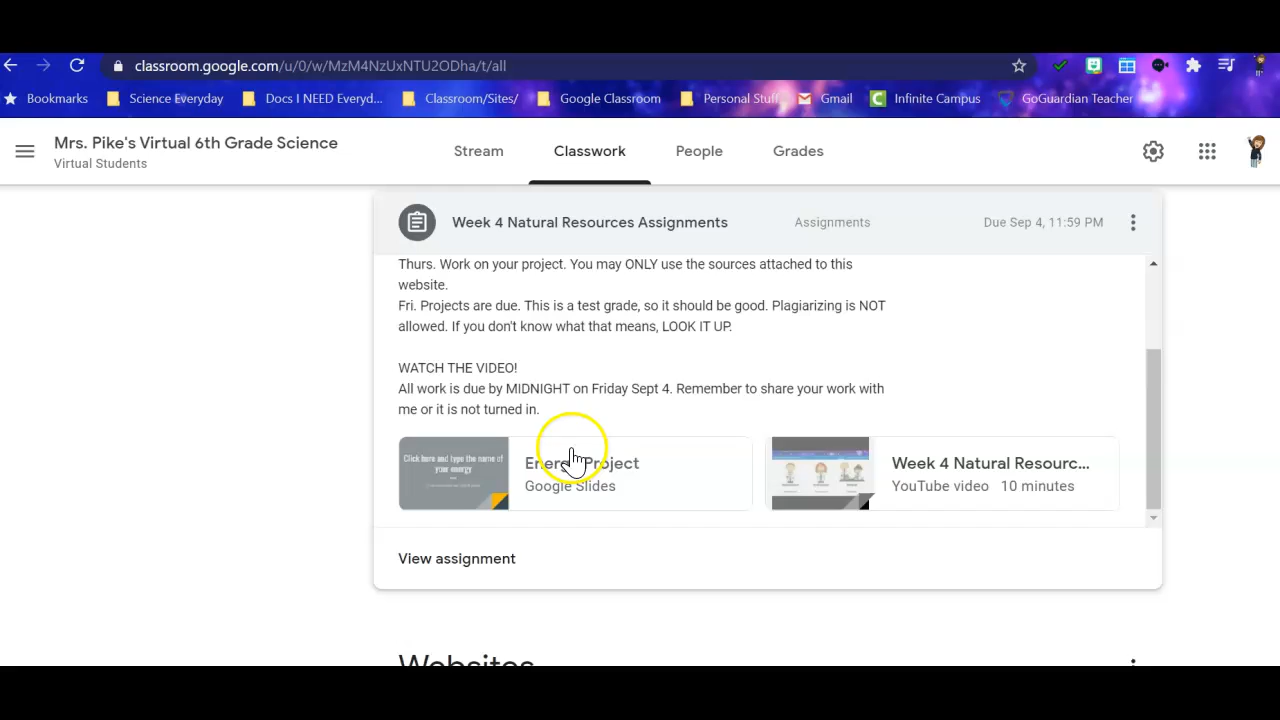 classroom.google.com/u/0/w/MzM4NzUxNTU2ODha/t/all
Bookmarks Science Everyday Docs I NEED Everyd... Classroom/Sites/ Google Classroom Personal Stuff Gmail Infinite Campus GoGuardian Teacher
Mrs. Pike's Virtual 6th Grade Science
Virtual Students
Stream Classwork People Grades
Week 4 Natural Resources Assignments Assignments Due Sep 4, 11:59 PM
Thurs. Work on your project. You may ONLY use the sources attached to this
website.
Fri. Projects are due. This is a test grade, so it should be good. Plagiarizing is NOT
allowed. If you don't know what that means, LOOK IT UP.
WATCH THE VIDEO!
All work is due by MIDNIGHT on Friday Sept 4. Remember to share your work with
me or it is not turned in.
Click here and type the name of
your energy
Energy Project
Google Slides
Week 4 Natural Resourc...
YouTube video 10 minutes
View assignment
Websites